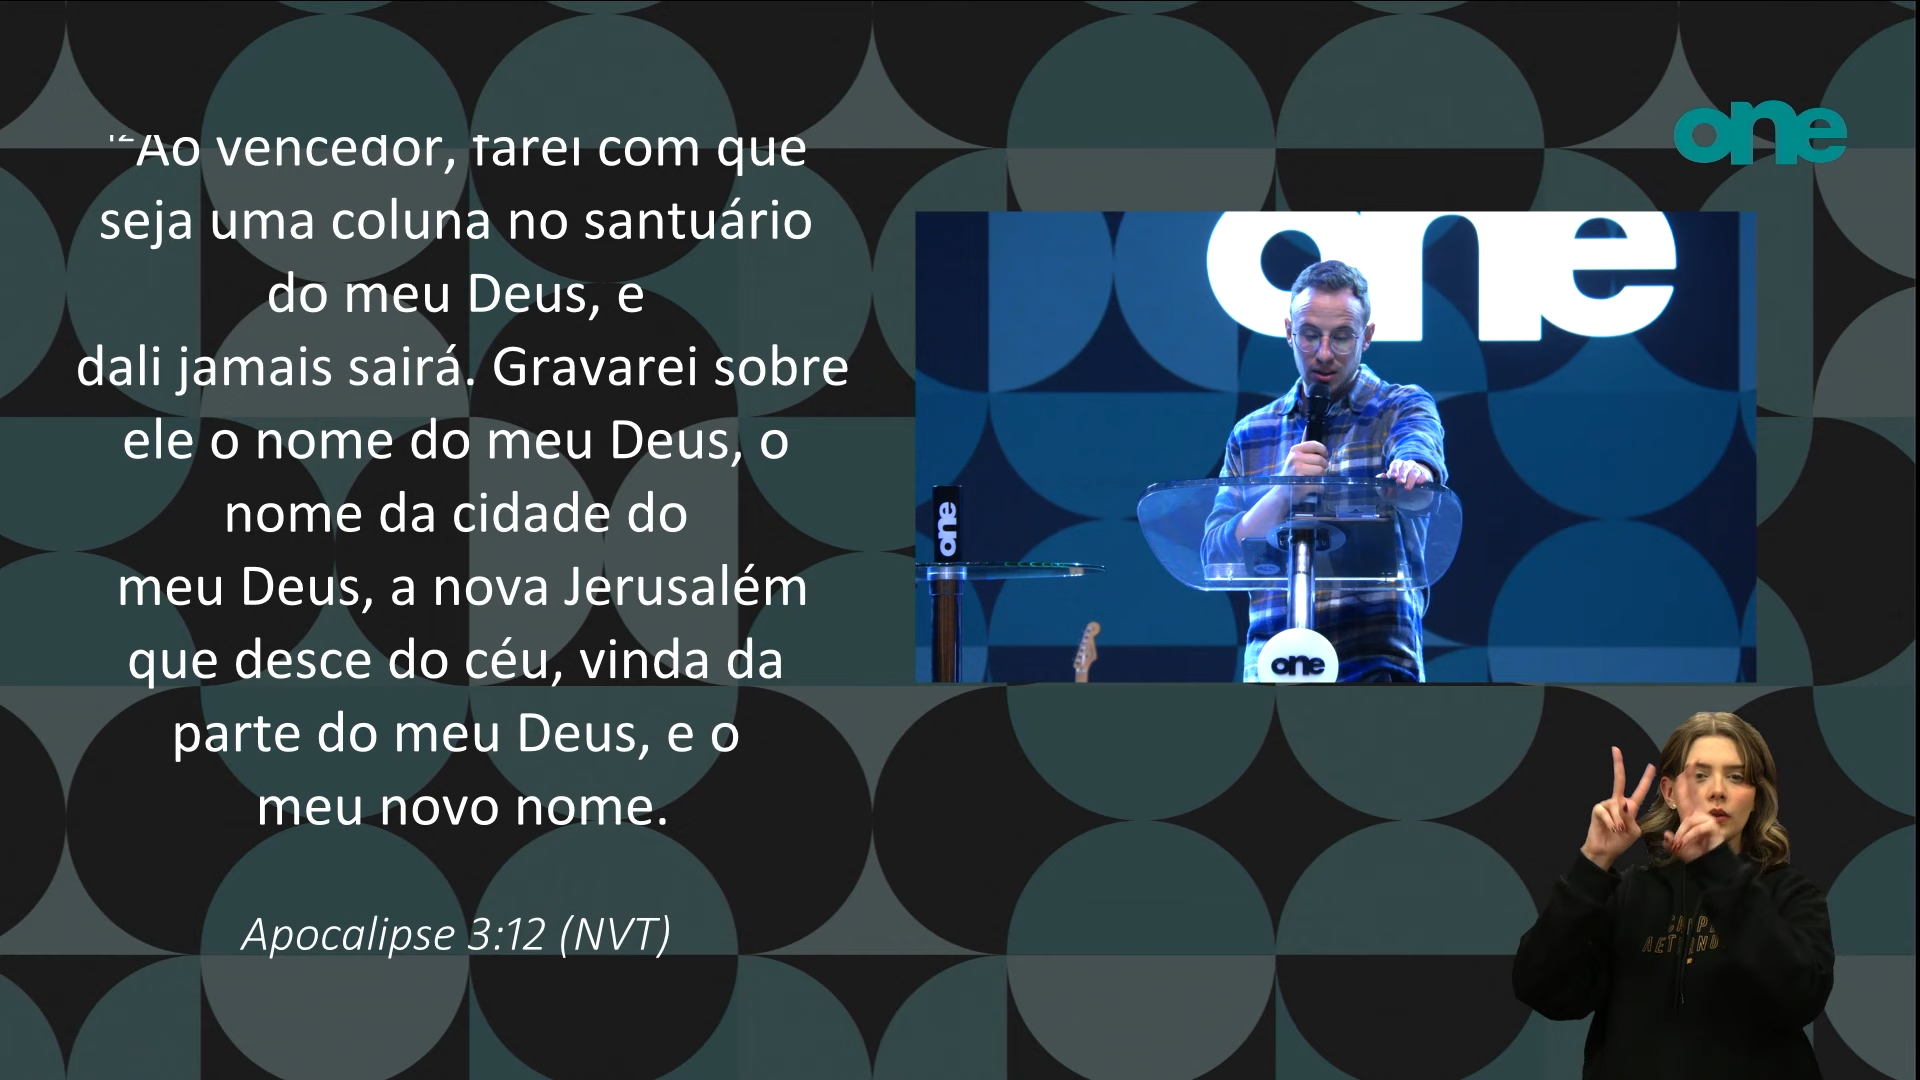 ¹²Ao vencedor, farei com que
seja uma coluna no santuário
do meu Deus, e
dali jamais sairá. Gravarei sobre
ele o nome do meu Deus, o
nome da cidade do
meu Deus, a nova Jerusalém
que desce do céu, vinda da
parte do meu Deus, e o
meu novo nome.
Apocalipse 3:12 (NVT)
one
one
one
one